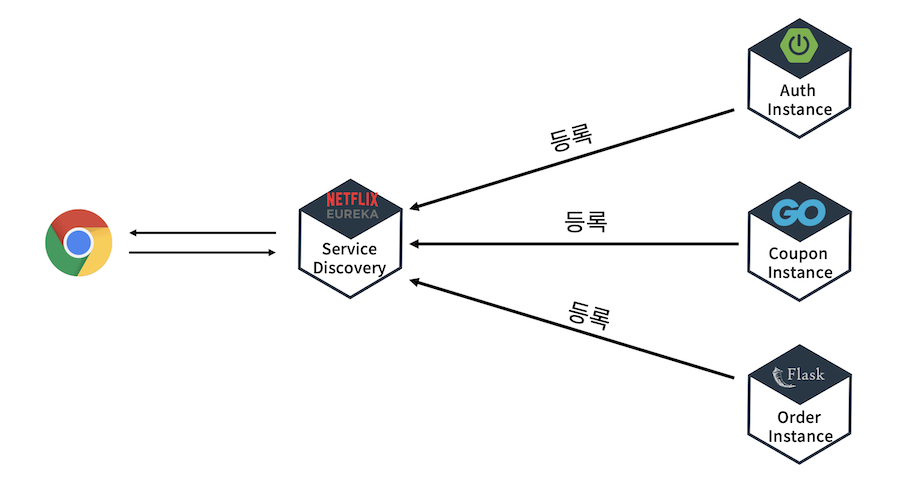 Auth
Instance
등록
NETFLIX
EUREKA
Service
Discovery
등록
GO
Coupon
Instance
등록
Flask
Order
Instance